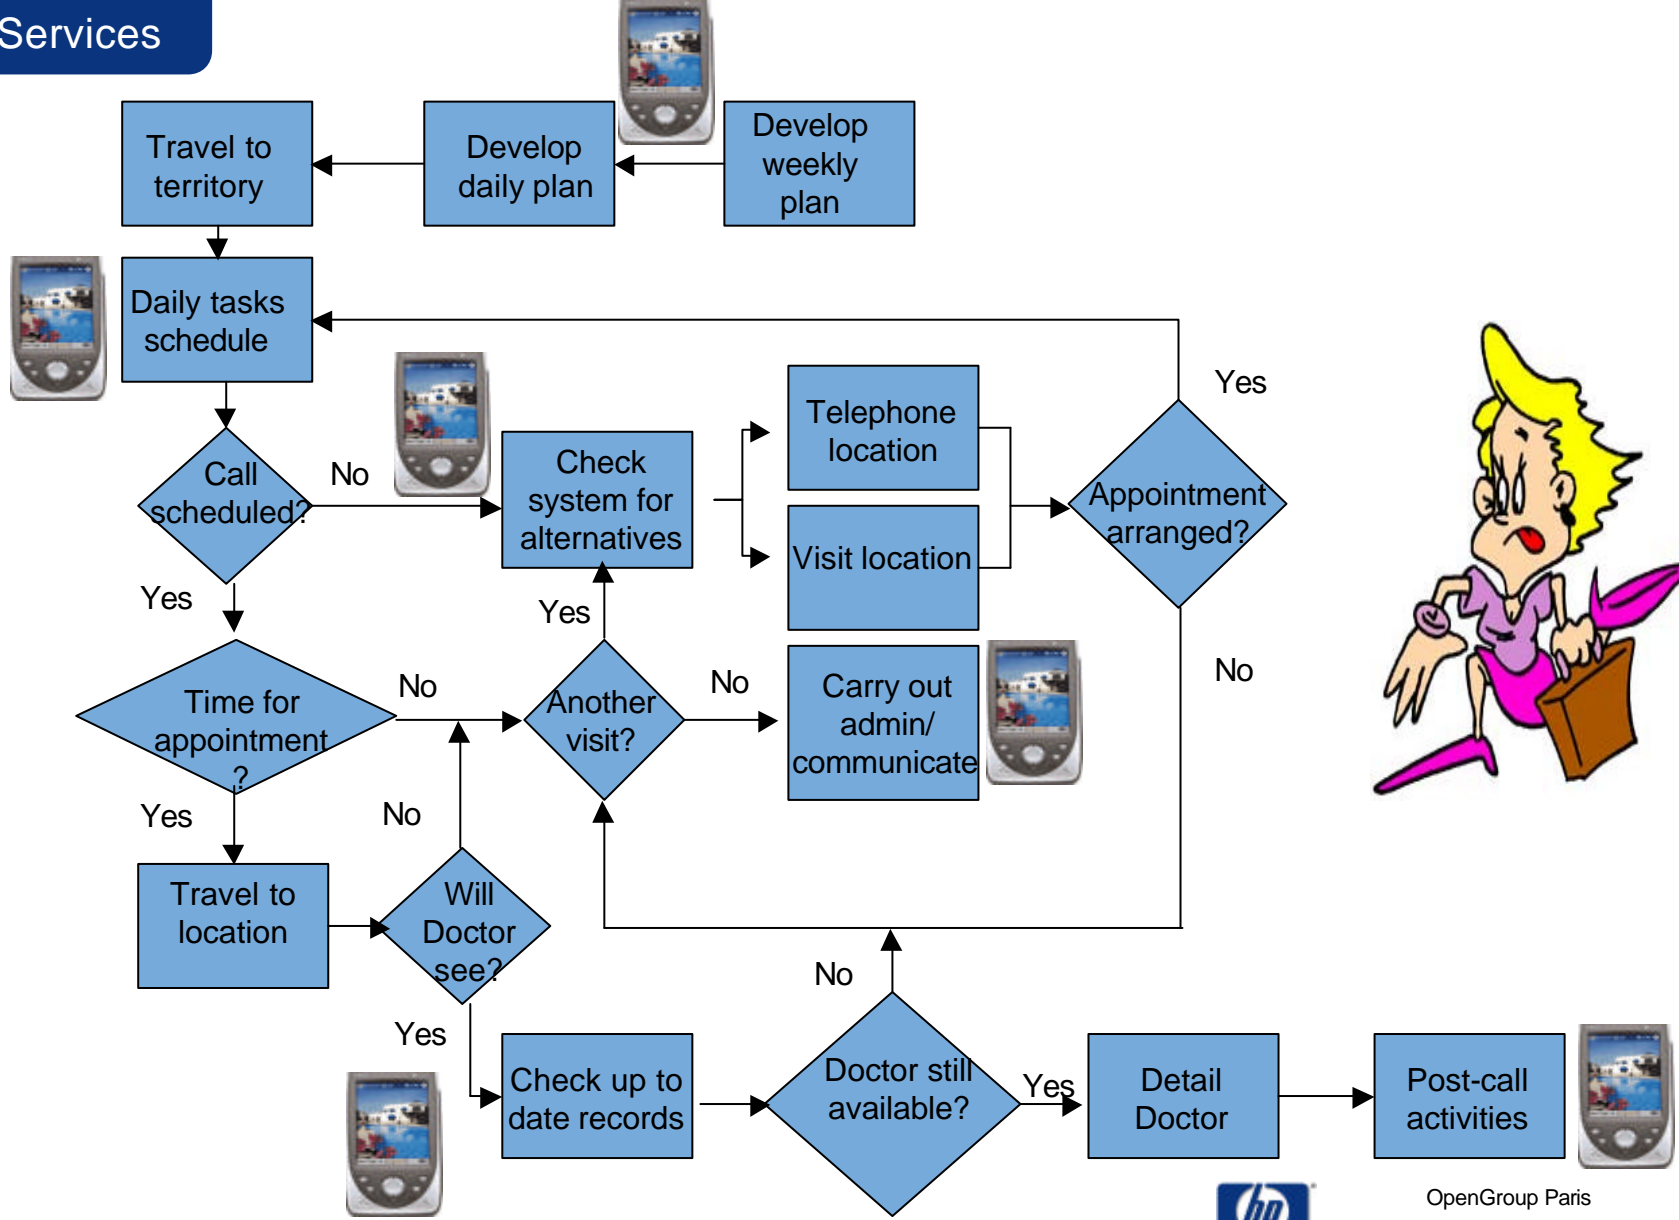 Services
Travel to
territory
Develop
daily plan
Develop
weekly
plan
Daily tasks
schedule
Call
scheduled?
No
Check
system for
alternatives
Telephone
location
Visit location
Yes
Appointment
arranged?
Yes
Yes
Time for
appointment
?
No
Another
visit?
No
Carry out
admin/
communicate
No
Yes
No
Travel to
location
Will
Doctor
see?
Yes
Check up to
date records
No
Doctor still
available?
Yes
Detail
Doctor
Post-call
activities
hp
OpenGroup Paris